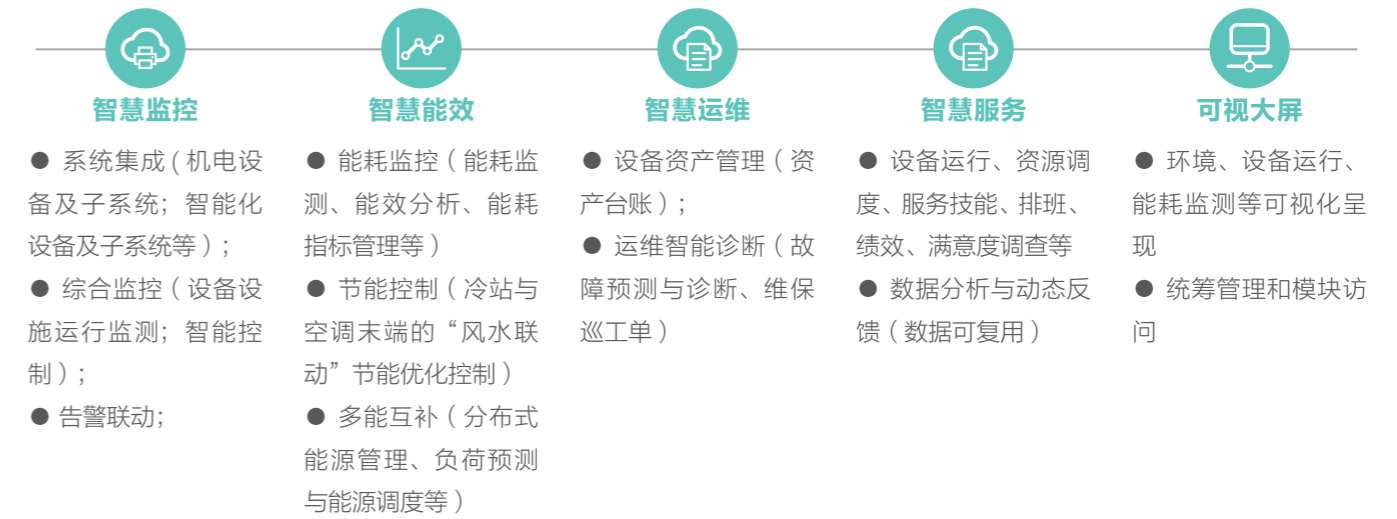 智慧监控
● 系统集成(机电设
备及子系统；智能化
设备及子系统等）；
● 综合监控（设备设
施运行监测；智能控
制）；
● 告警联动；
智慧能效
● 能耗监控（能耗监
测、能效分析、能耗
指标管理等）
● 节能控制（冷站与
空调末端的“风水联
动”节能优化控制）
● 多能互补（分布式
能源管理、负荷预测
与能源调度等）
智慧运维
● 设备资产管理（资
产台账）；
● 运维智能诊断（故
障预测与诊断、维保
巡工单）
智慧服务
● 设备运行、资源调
度、服务技能、排班、
绩效、满意度调查等
● 数据分析与动态反
馈（数据可复用）
可视大屏
● 环境、设备运行、
能耗监测等可视化呈
现
● 统筹管理和模块访
问